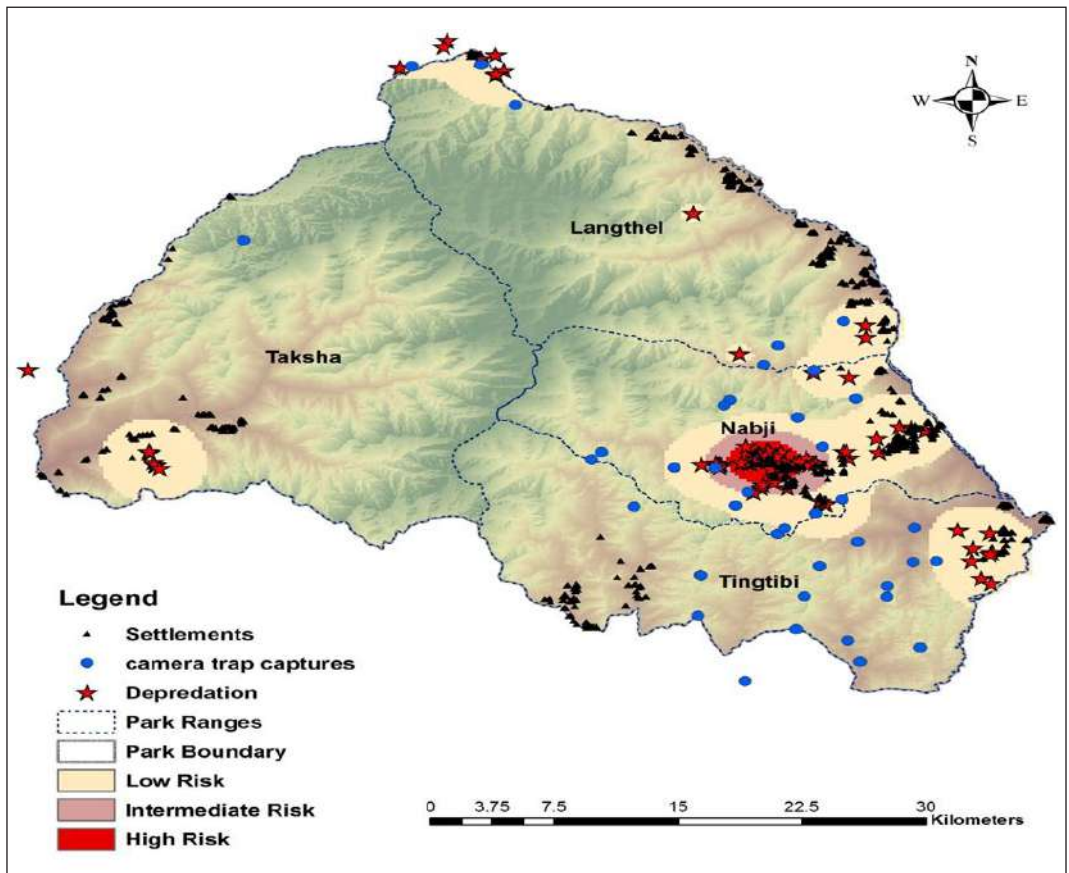 N
W E
S
Langthel
Taksha
Nabji
Tingtibi
Legend
Settlements
camera trap captures
Depredation
Park Ranges
Park Boundary
Low Risk
Intermediate Risk
High Risk
0 3.75 7.5 15 22.5 30
Kilometers